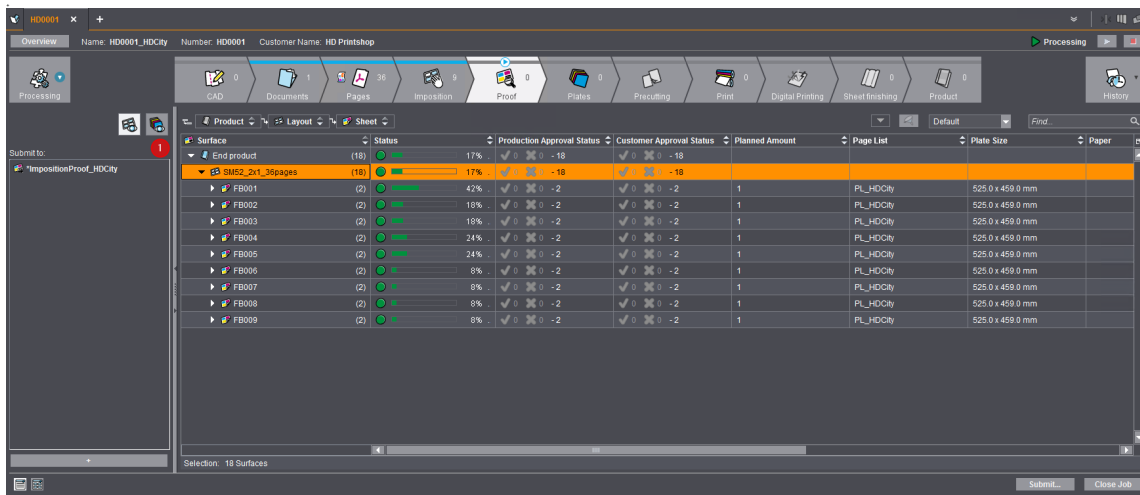 HD0001 × +
Overview Name: HD0001_HDCity Number: HD0001 Customer Name: HD Printshop Processing
0 1 36 9 0 0 0 0 0
Processing CAD Documents Pages Imposition Proof Plates Precutting Print Digital Printing Sheet finishing Product History
Product Layout Sheet Default Find...
1
Submit to:
*ImpositionProof_HDCity
Surface Status Production Approval Status Customer Approval Status Planned Amount Page List Plate Size Paper
End product (18) 17% . 0 0 - 18 0 0 - 18
SM52_2x1_36pages (18) 17% . 0 0 - 18 0 0 - 18
FB001 (2) 42% . 0 0 - 2 0 0 - 2 1 PL_HDCity 525.0 x 459.0 mm
FB002 (2) 18% . 0 0 - 2 0 0 - 2 1 PL_HDCity 525.0 x 459.0 mm
FB003 (2) 18% . 0 0 - 2 0 0 - 2 1 PL_HDCity 525.0 x 459.0 mm
FB004 (2) 24% . 0 0 - 2 0 0 - 2 1 PL_HDCity 525.0 x 459.0 mm
FB005 (2) 24% . 0 0 - 2 0 0 - 2 1 PL_HDCity 525.0 x 459.0 mm
FB006 (2) 8% . 0 0 - 2 0 0 - 2 1 PL_HDCity 525.0 x 459.0 mm
FB007 (2) 8% . 0 0 - 2 0 0 - 2 1 PL_HDCity 525.0 x 459.0 mm
FB008 (2) 8% . 0 0 - 2 0 0 - 2 1 PL_HDCity 525.0 x 459.0 mm
FB009 (2) 8% . 0 0 - 2 0 0 - 2 1 PL_HDCity 525.0 x 459.0 mm
+
Selection: 18 Surfaces
Submit... Close Job